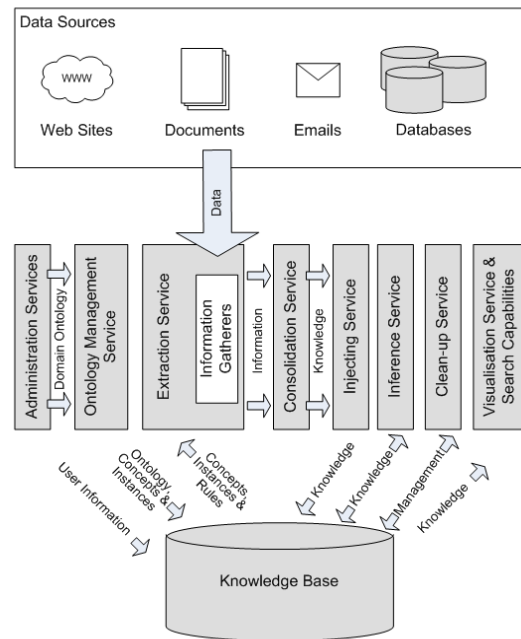 Data Sources
WWW
Web Sites
Documents
Emails
Databases
Data
Administration Services
Domain Ontology
Ontology Management
Service
Extraction Service
Information
Gatherers
Information
Consolidation Service
Knowledge
Injecting Service
Inference Service
Clean-up Service
Visualisation Service &
Search Capabilities
User Information
Ontology,
Concepts &
Instances
Concepts,
Instances &
Rules
Knowledge
Knowledge
Management
Knowledge
Knowledge Base